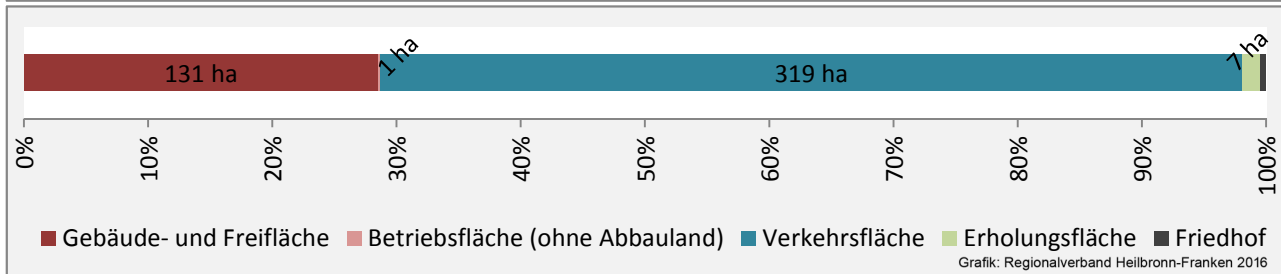 131 ha 1 ha 319 ha 7 ha
0% 10% 20% 30% 40% 50% 60% 70% 80% 90% 100%
Gebäude- und Freifläche Betriebsfläche (ohne Abbauland) Verkehrsfläche Erholungsfläche Friedhof
Grafik: Regionalverband Heilbronn-Franken 2016